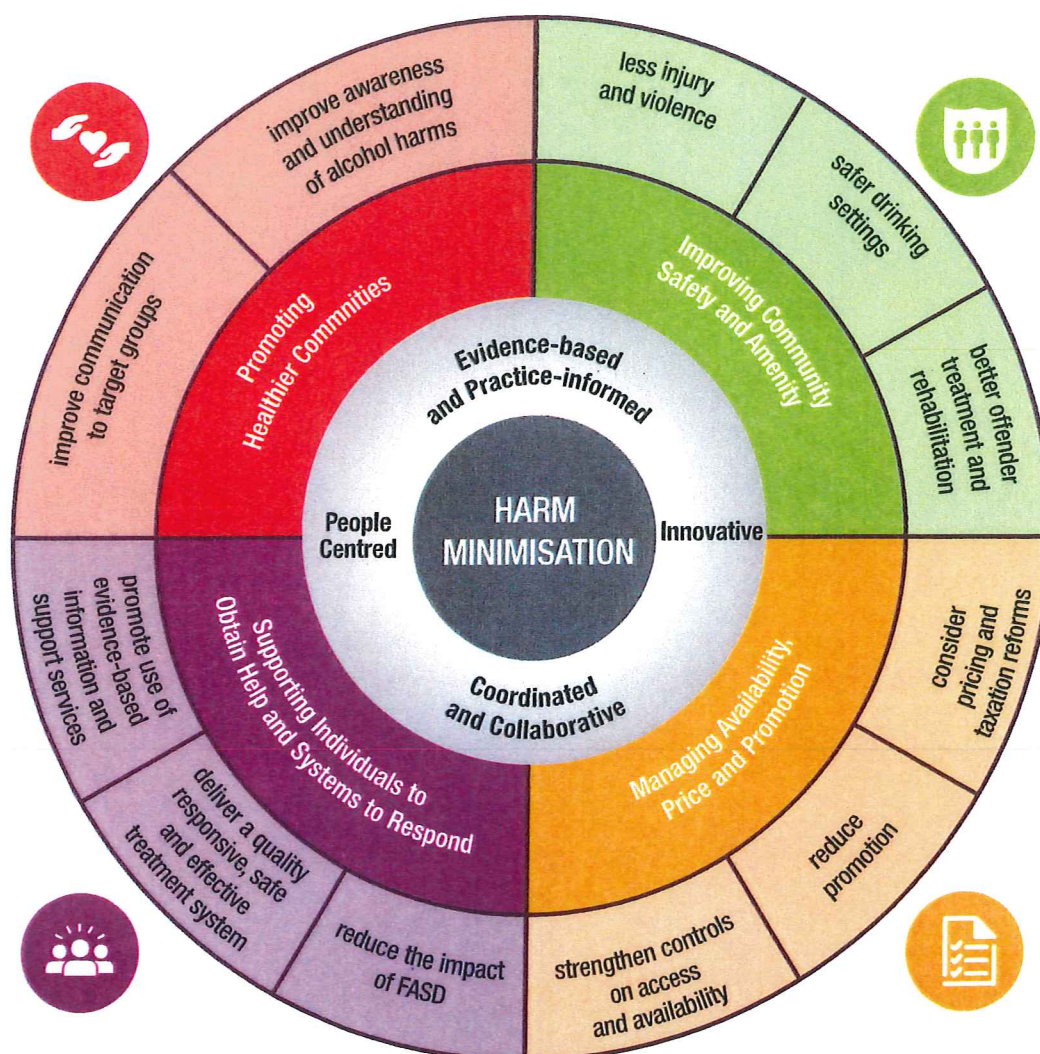 improve awareness
and understanding
of alcohol harms
less injury
and violence
safer drinking
settings
better offender
treatment and
rehabilitation
improve communication
to target groups
Promoting
Healthier Commnities
Improving Community
Safety and Amenity
Evidence-based
and Practice-informed
People
Centred
HARM
MINIMISATION
Innovative
Coordinated
and Collaborative
Supporting Individuals to
Obtain Help and Systems to Respond
Managing Availability,
Price and Promotion
promote use of
evidence-based
information and
support services
deliver a quality
responsive, safe
and effective
treatment system
reduce the impact
of FASD
strengthen controls
on access
and availability
reduce
promotion
consider
pricing and
taxation reforms